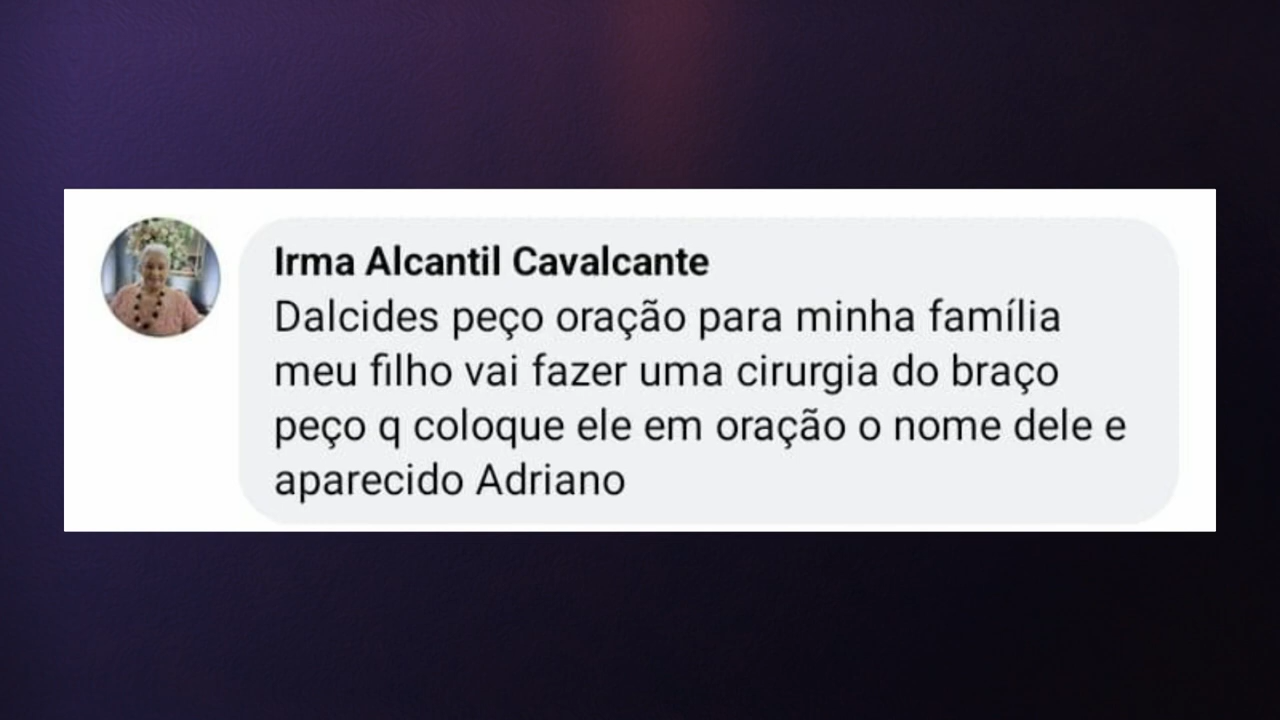 Irma Alcantil Cavalcante
Dalcides peço oração para minha família
meu filho vai fazer uma cirurgia do braço
peço q coloque ele em oração o nome dele e
aparecido Adriano